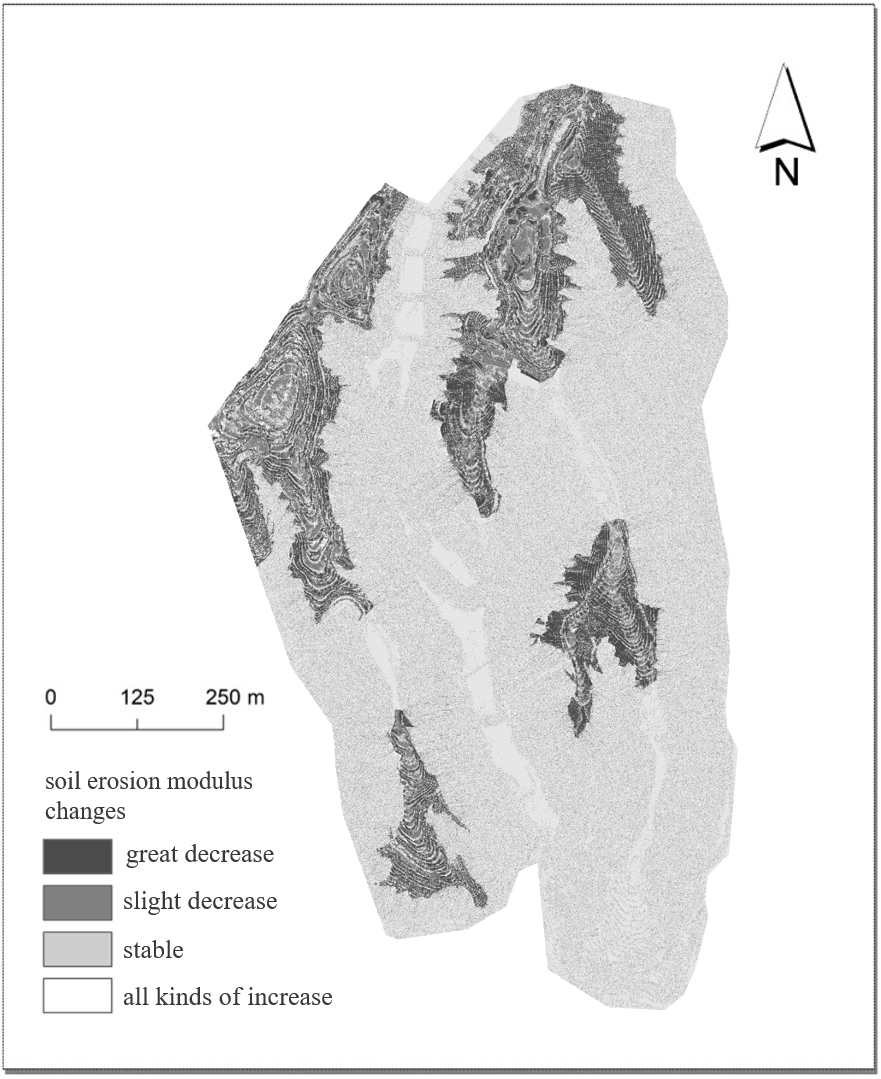 N
0 125 250 m
soil erosion modulus
changes
great decrease
slight decrease
stable
all kinds of increase